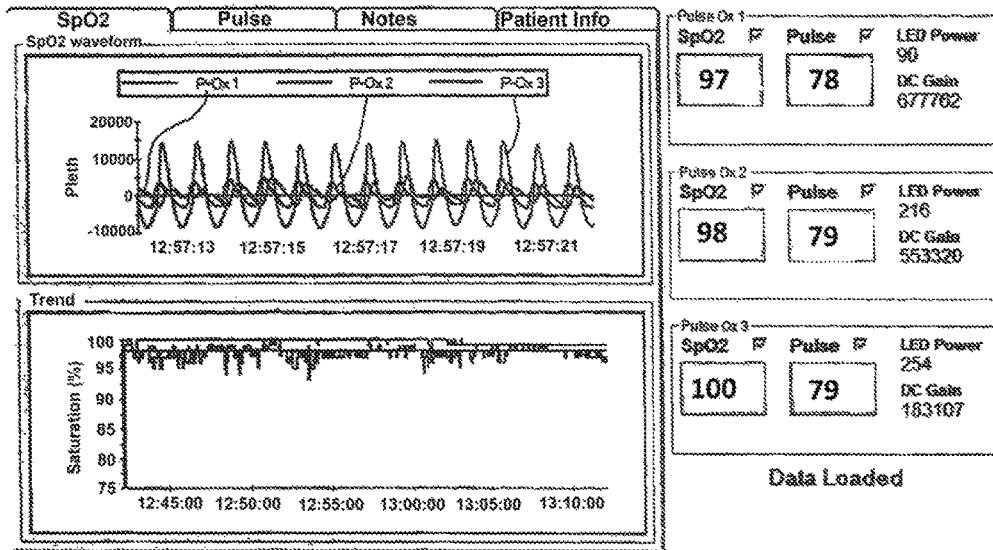 SpO2 Pulse Notes Patient Info
SpO2 waveform
P-Ox 1 P-Ox 2 P-Ox 3
20000
10000
0
-10000
Pleth
12:57:13 12:57:15 12:57:17 12:57:19 12:57:21
Trend
100
95
90
85
80
75
Saturation (%)
12:45:00 12:50:00 12:55:00 13:00:00 13:05:00 13:10:00
Pulse Ox 1
SpO2 Pulse LED Power
90
97 78
DC Gain
677762
Pulse Ox 2
SpO2 Pulse LED Power
216
98 79
DC Gain
553320
Pulse Ox 3
SpO2 Pulse LED Power
254
100 79
DC Gain
183107
Data Loaded